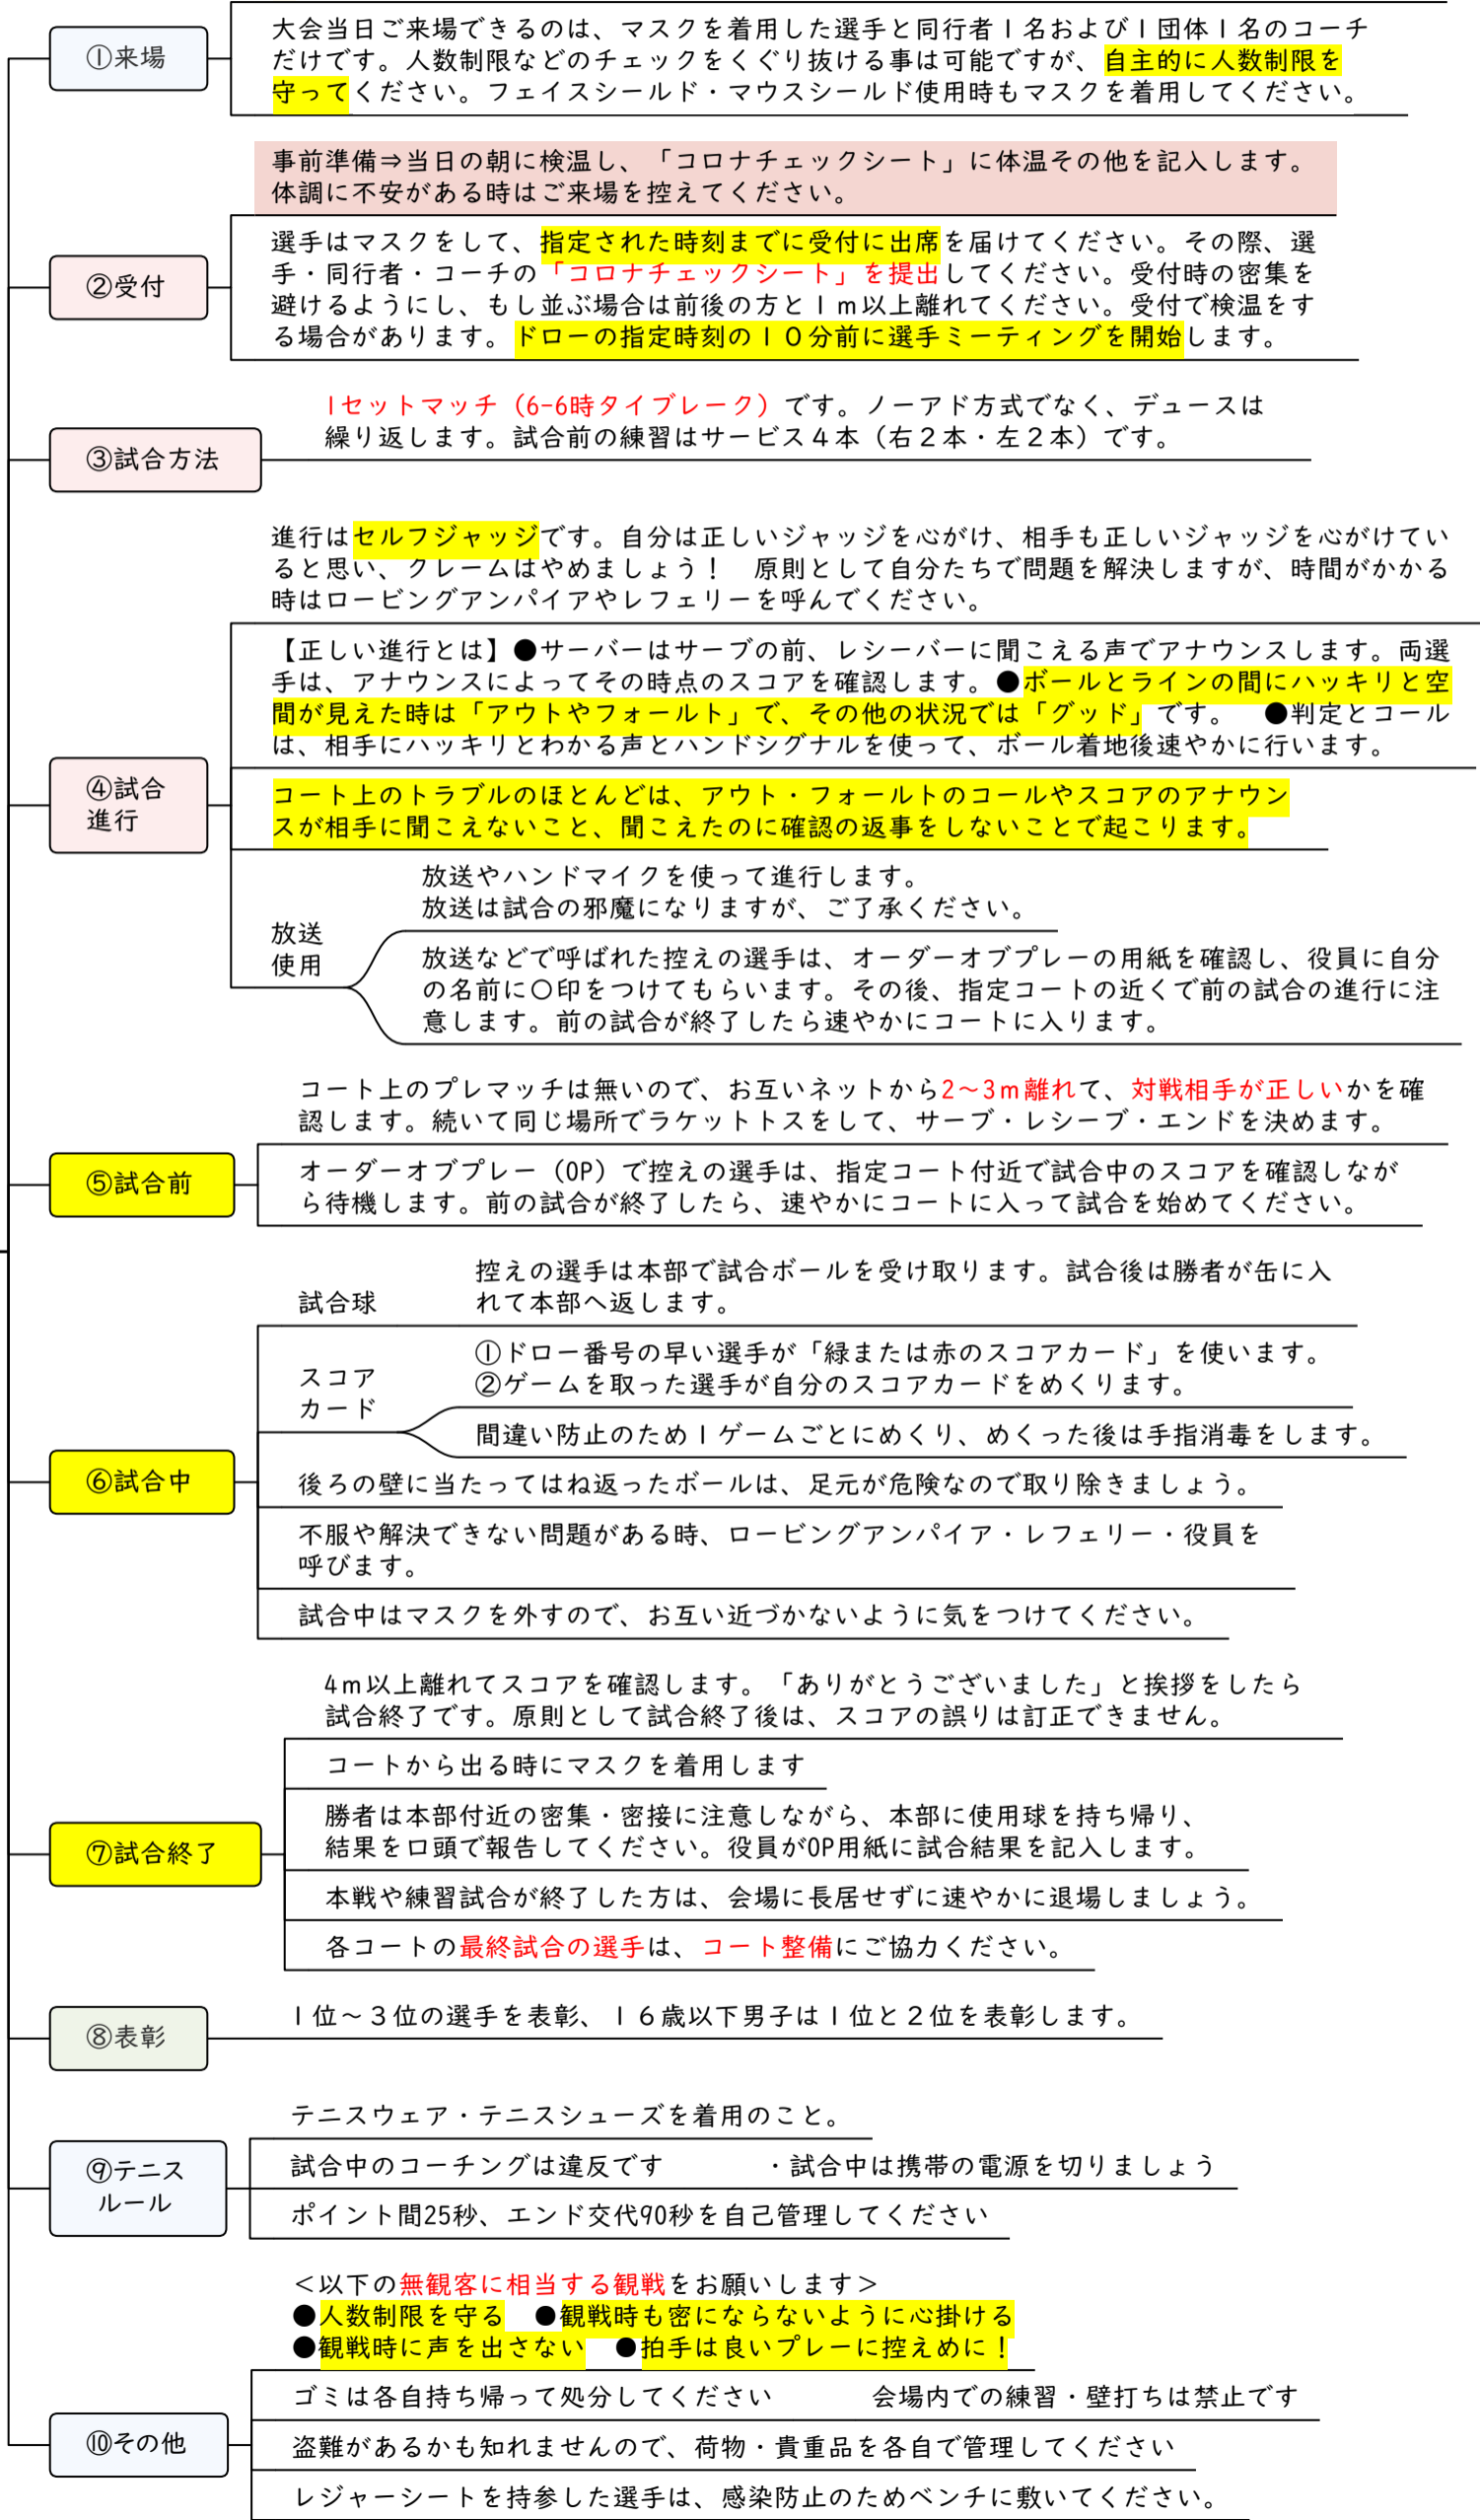 ①来場
大会当日ご来場できるのは、マスクを着用した選手と同行者１名および１団体１名のコーチ
だけです。人数制限などのチェックをくぐり抜ける事は可能ですが、自主的に人数制限を
守ってください。フェイスシールド・マウスシールド使用時もマスクを着用してください。
②受付
事前準備⇒当日の朝に検温し、「コロナチェックシート」に体温その他を記入します。
体調に不安がある時はご来場を控えてください。
選手はマスクをして、指定された時刻までに受付に出席を届けてください。その際、選
手・同行者・コーチの「コロナチェックシート」を提出してください。受付時の密集を
避けるようにし、もし並ぶ場合は前後の方と１ｍ以上離れてください。受付で検温をす
る場合があります。ドローの指定時刻の１０分前に選手ミーティングを開始します。
③試合方法
1セットマッチ（6-6時タイブレーク）です。ノーアド方式でなく、デュースは
繰り返します。試合前の練習はサービス４本（右２本・左２本）です。
④試合
進行
進行はセルフジャッジです。自分は正しいジャッジを心がけ、相手も正しいジャッジを心がけてい
ると思い、クレームはやめましょう！　原則として自分たちで問題を解決しますが、時間がかかる
時はロービングアンパイアやレフェリーを呼んでください。
【正しい進行とは】●サーバーはサーブの前、レシーバーに聞こえる声でアナウンスします。両選
手は、アナウンスによってその時点のスコアを確認します。●ボールとラインの間にハッキリと空
間が見えた時は「アウトやフォールト」で、その他の状況では「グッド」です。　●判定とコール
は、相手にハッキリとわかる声とハンドシグナルを使って、ボール着地後速やかに行います。
コート上のトラブルのほとんどは、アウト・フォールトのコールやスコアのアナウン
スが相手に聞こえないこと、聞こえたのに確認の返事をしないことで起こります。
放送
使用
放送やハンドマイクを使って進行します。
放送は試合の邪魔になりますが、ご了承ください。
放送などで呼ばれた控えの選手は、オーダーオブプレーの用紙を確認し、役員に自分
の名前に〇印をつけてもらいます。その後、指定コートの近くで前の試合の進行に注
意します。前の試合が終了したら速やかにコートに入ります。
⑤試合前
コート上のプレマッチは無いので、お互いネットから2～3ｍ離れて、対戦相手が正しいかを確
認します。続いて同じ場所でラケットトスをして、サーブ・レシーブ・エンドを決めます。
オーダーオブプレー（OP）で控えの選手は、指定コート付近で試合中のスコアを確認しなが
ら待機します。前の試合が終了したら、速やかにコートに入って試合を始めてください。
⑥試合中
試合球
控えの選手は本部で試合ボールを受け取ります。試合後は勝者が缶に入
れて本部へ返します。
スコア
カード
①ドロー番号の早い選手が「緑または赤のスコアカード」を使います。
②ゲームを取った選手が自分のスコアカードをめくります。
間違い防止のため１ゲームごとにめくり、めくった後は手指消毒をします。
後ろの壁に当たってはね返ったボールは、足元が危険なので取り除きましょう。
不服や解決できない問題がある時、ロービングアンパイア・レフェリー・役員を
呼びます。
試合中はマスクを外すので、お互い近づかないように気をつけてください。
⑦試合終了
4ｍ以上離れてスコアを確認します。「ありがとうございました」と挨拶をしたら
試合終了です。原則として試合終了後は、スコアの誤りは訂正できません。
コートから出る時にマスクを着用します
勝者は本部付近の密集・密接に注意しながら、本部に使用球を持ち帰り、
結果を口頭で報告してください。役員がOP用紙に試合結果を記入します。
本戦や練習試合が終了した方は、会場に長居せずに速やかに退場しましょう。
各コートの最終試合の選手は、コート整備にご協力ください。
⑧表彰
１位～３位の選手を表彰、１６歳以下男子は１位と２位を表彰します。
⑨テニス
ルール
テニスウェア・テニスシューズを着用のこと。
試合中のコーチングは違反です　　　　・試合中は携帯の電源を切りましょう
ポイント間25秒、エンド交代90秒を自己管理してください
⑩その他
＜以下の無観客に相当する観戦をお願いします＞
●人数制限を守る　●観戦時も密にならないように心掛ける
●観戦時に声を出さない　●拍手は良いプレーに控えめに！
ゴミは各自持ち帰って処分してください　　　　会場内での練習・壁打ちは禁止です
盗難があるかも知れませんので、荷物・貴重品を各自で管理してください
レジャーシートを持参した選手は、感染防止のためベンチに敷いてください。